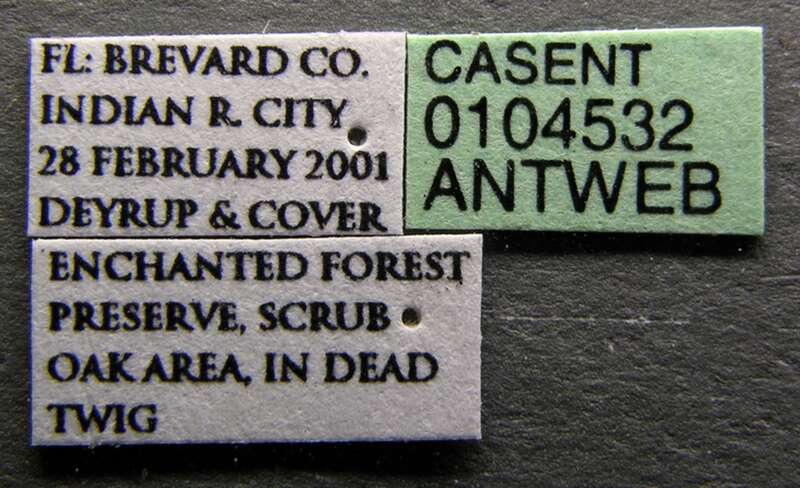 FL: BREVARD CO.
INDIAN R. CITY
28 FEBRUARY 2001
DEYRUP & COVER
CASENT
0104532
ANTWEB
ENCHANTED FOREST
PRESERVE, SCRUB
OAK AREA, IN DEAD
TWIG